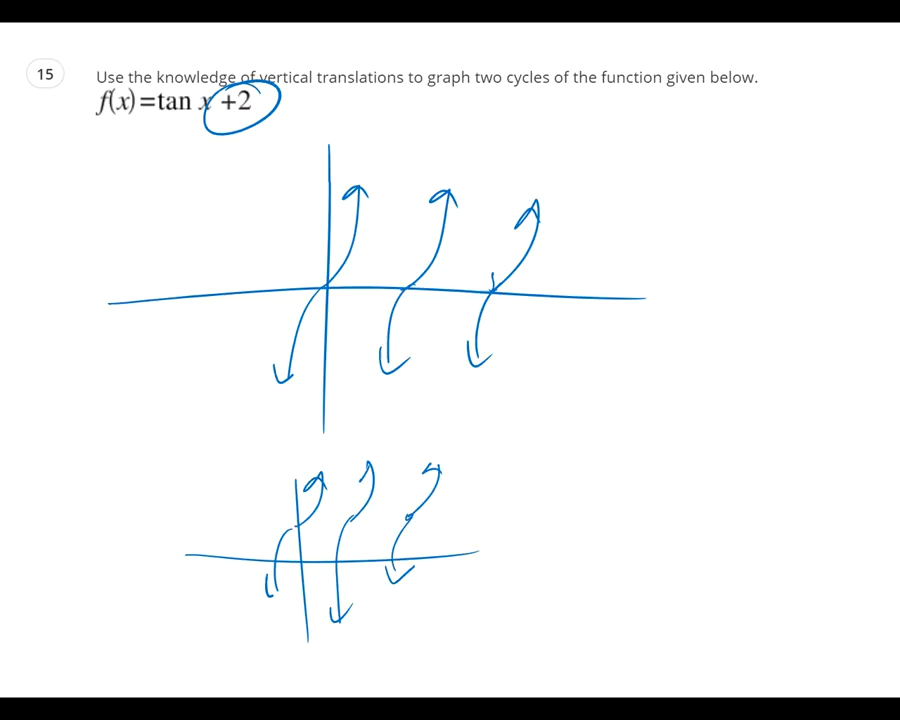 15
Use the knowledge of vertical translations to graph two cycles of the function given below.
f(x)=tan x +2